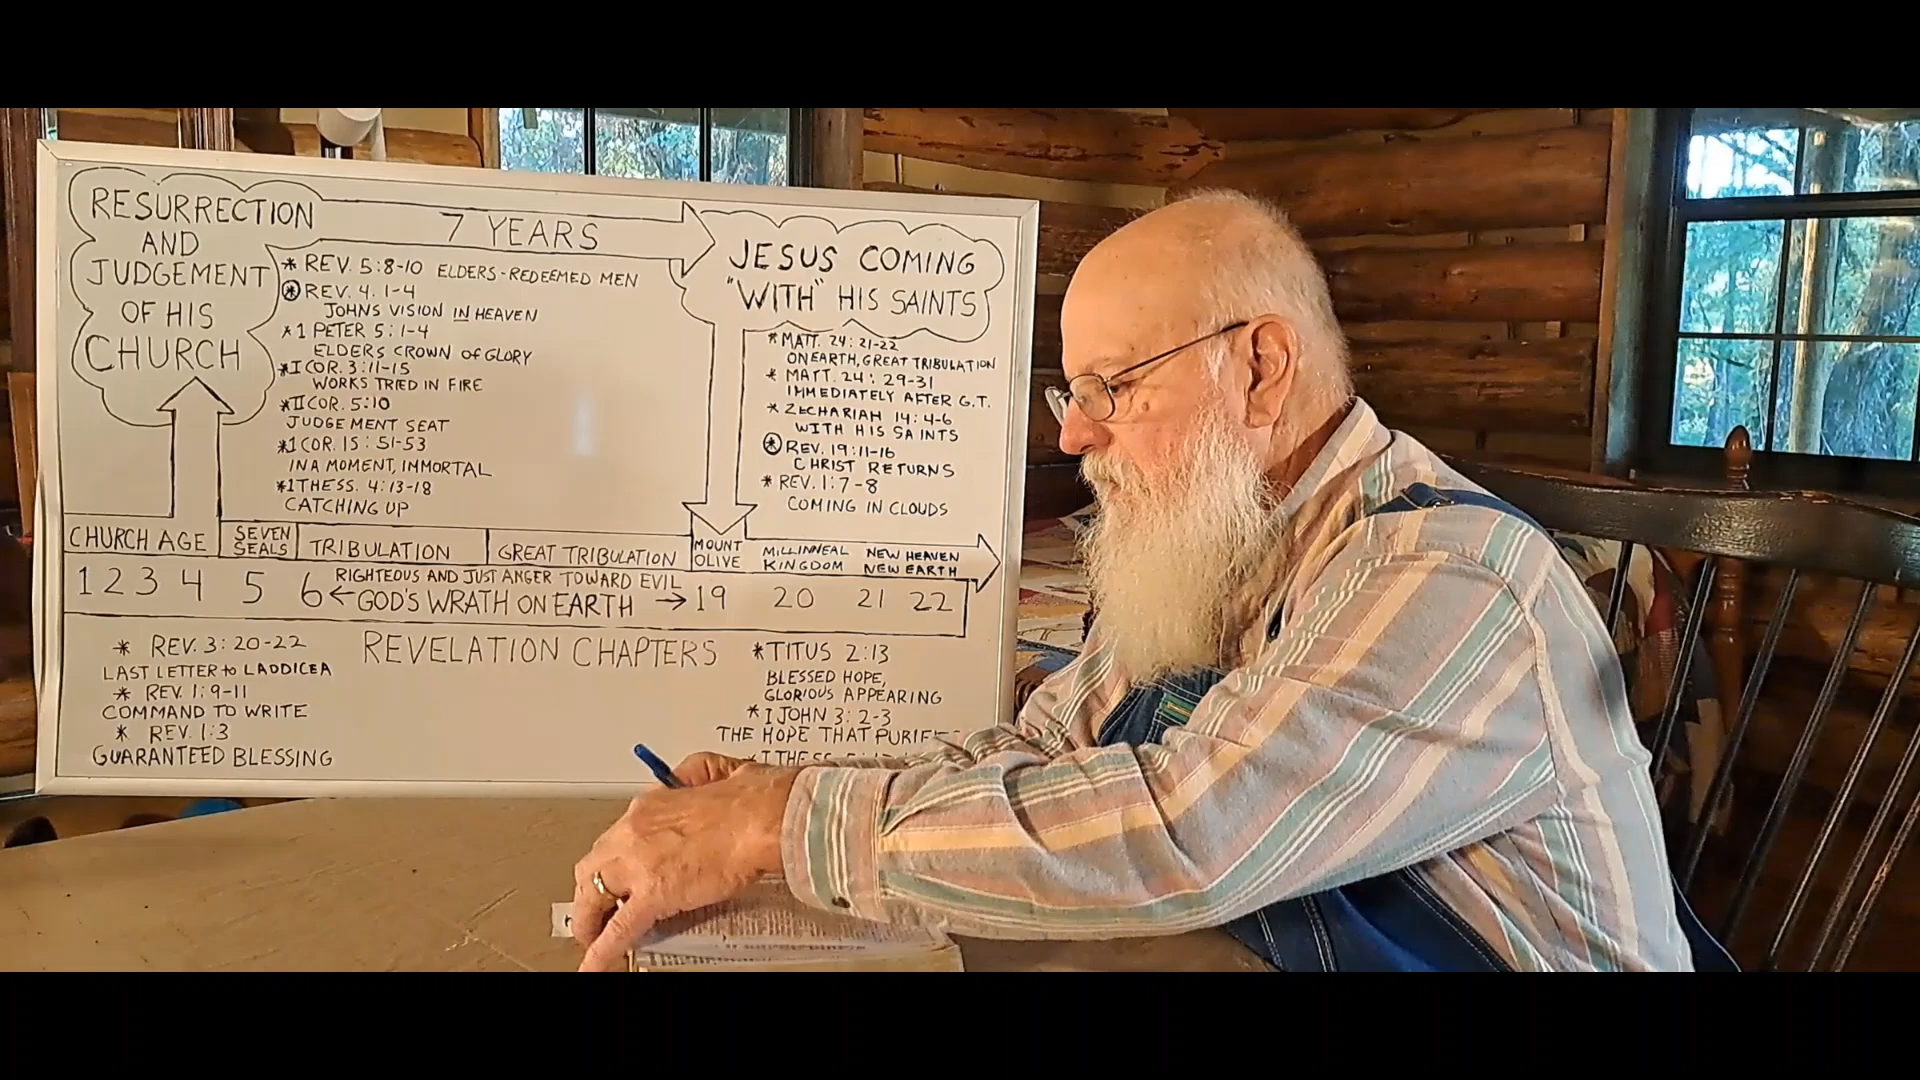 RESURRECTION
AND
JUDGEMENT
OF HIS
CHURCH
7 YEARS
* REV. 5:8-10 ELDERS-REDEEMED MEN
* REV. 4. 1-4
JOHNS VISION IN HEAVEN
* 1 PETER 5:1-4
ELDERS CROWN of GLORY
* I COR. 3:11-15
WORKS TRIED IN FIRE
* II COR. 5:10
JUDGEMENT SEAT
* 1 COR. 15:51-53
IN A MOMENT, IMMORTAL
* 1 THESS. 4:13-18
CATCHING UP
JESUS COMING
"WITH" HIS SAINTS
* MATT. 24:21-22
ON EARTH, GREAT TRIBULATION
* MATT. 24:29-31
IMMEDIATELY AFTER G.T.
* ZECHARIAH 14:4-6
WITH HIS SAINTS
* REV. 19:11-16
CHRIST RETURNS
* REV. 1:7-8
COMING IN CLOUDS
CHURCH AGE
SEVEN
SEALS
TRIBULATION
GREAT TRIBULATION
MOUNT
OLIVE
MILLINNEAL
KINGDOM
NEW HEAVEN
NEW EARTH
RIGHTEOUS AND JUST ANGER TOWARD EVIL
1 2 3 4 5 6 ← GOD'S WRATH ON EARTH → 19 20 21 22
REVELATION CHAPTERS
* REV. 3:20-22
LAST LETTER to LAODICEA
* REV. 1:9-11
COMMAND TO WRITE
* REV. 1:3
GUARANTEED BLESSING
* TITUS 2:13
BLESSED HOPE,
GLORIOUS APPEARING
* I JOHN 3:2-3
THE HOPE THAT
* I THESS.